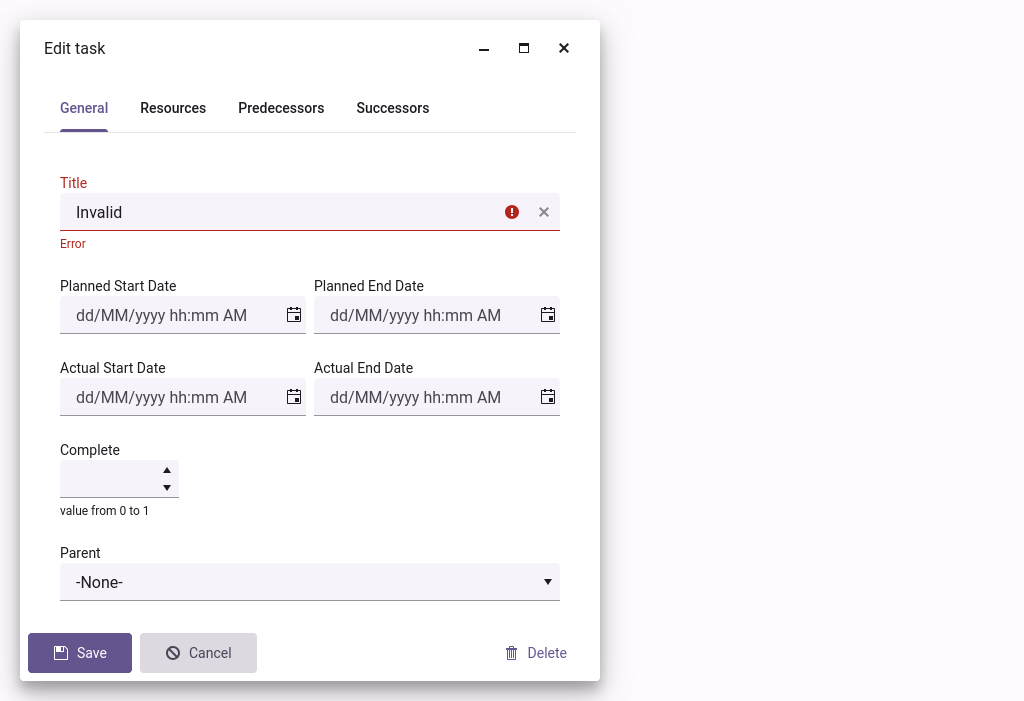 Edit task
General Resources Predecessors Successors
Title
Invalid
Error
Planned Start Date Planned End Date
dd/MM/yyyy hh:mm AM dd/MM/yyyy hh:mm AM
Actual Start Date Actual End Date
dd/MM/yyyy hh:mm AM dd/MM/yyyy hh:mm AM
Complete
value from 0 to 1
Parent
-None-
Save Cancel Delete